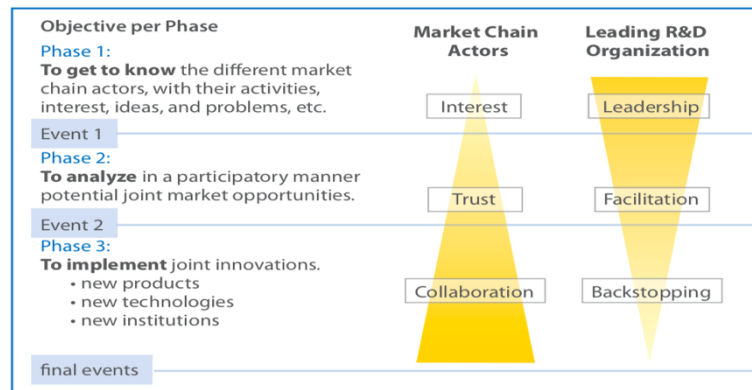 Objective per Phase
Market Chain
Actors
Leading R&D
Organization
Phase 1:
To get to know the different market
chain actors, with their activities,
interest, ideas, and problems, etc.
Interest
Leadership
Event 1
Phase 2:
To analyze in a participatory manner
potential joint market opportunities.
Trust
Facilitation
Event 2
Phase 3:
To implement joint innovations.
• new products
• new technologies
• new institutions
Collaboration
Backstopping
final events